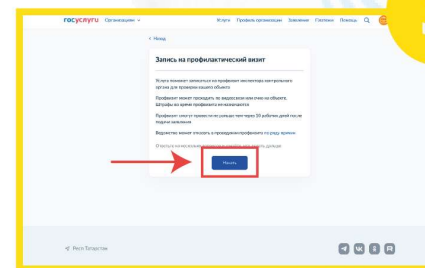 госуслуги Организациям Услуги Профиль организации Заявления Платежи Помощь
< Назад
Запись на профилактический визит
Услуга поможет записаться на профвизит инспектора контрольного
органа для проверки вашего объекта
Профвизит может проходить по видеосвязи или очно на объекте.
Штрафы во время профвизита не назначаются
Профвизит смогут провести не раньше чем через 10 рабочих дней после
подачи заявления
Ведомство может отказать в проведении профвизита по ряду причин.
Начать